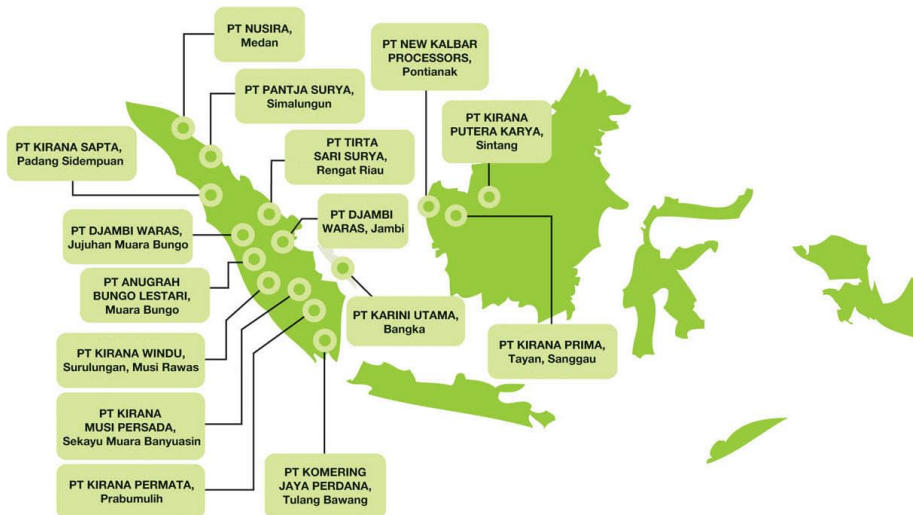 PT NUSIRA,
Medan
PT PANTJA SURYA,
Simalungun
PT KIRANA SAPTA,
Padang Sidempuan
PT TIRTA
SARI SURYA,
Rengat Riau
PT DJAMBI WARAS,
Jujuhan Muara Bungo
PT DJAMBI
WARAS, Jambi
PT ANUGRAH
BUNGO LESTARI,
Muara Bungo
PT KARINI UTAMA,
Bangka
PT KIRANA WINDU,
Surulungan, Musi Rawas
PT KIRANA
MUSI PERSADA,
Sekayu Muara Banyuasin
PT KIRANA PERMATA,
Prabumulih
PT KOMERING
JAYA PERDANA,
Tulang Bawang
PT NEW KALBAR
PROCESSORS,
Pontianak
PT KIRANA
PUTERA KARYA,
Sintang
PT KIRANA PRIMA,
Tayan, Sanggau